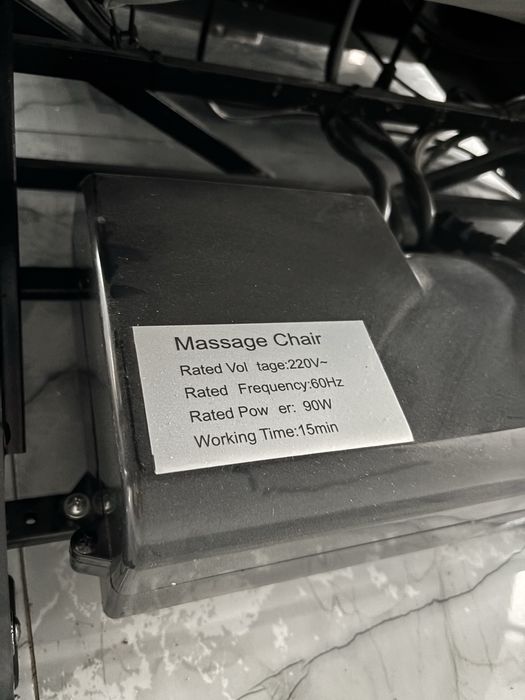 Massage Chair
Rated Vol tage:220V~
Rated Frequency:60Hz
Rated Pow er: 90W
Working Time:15min